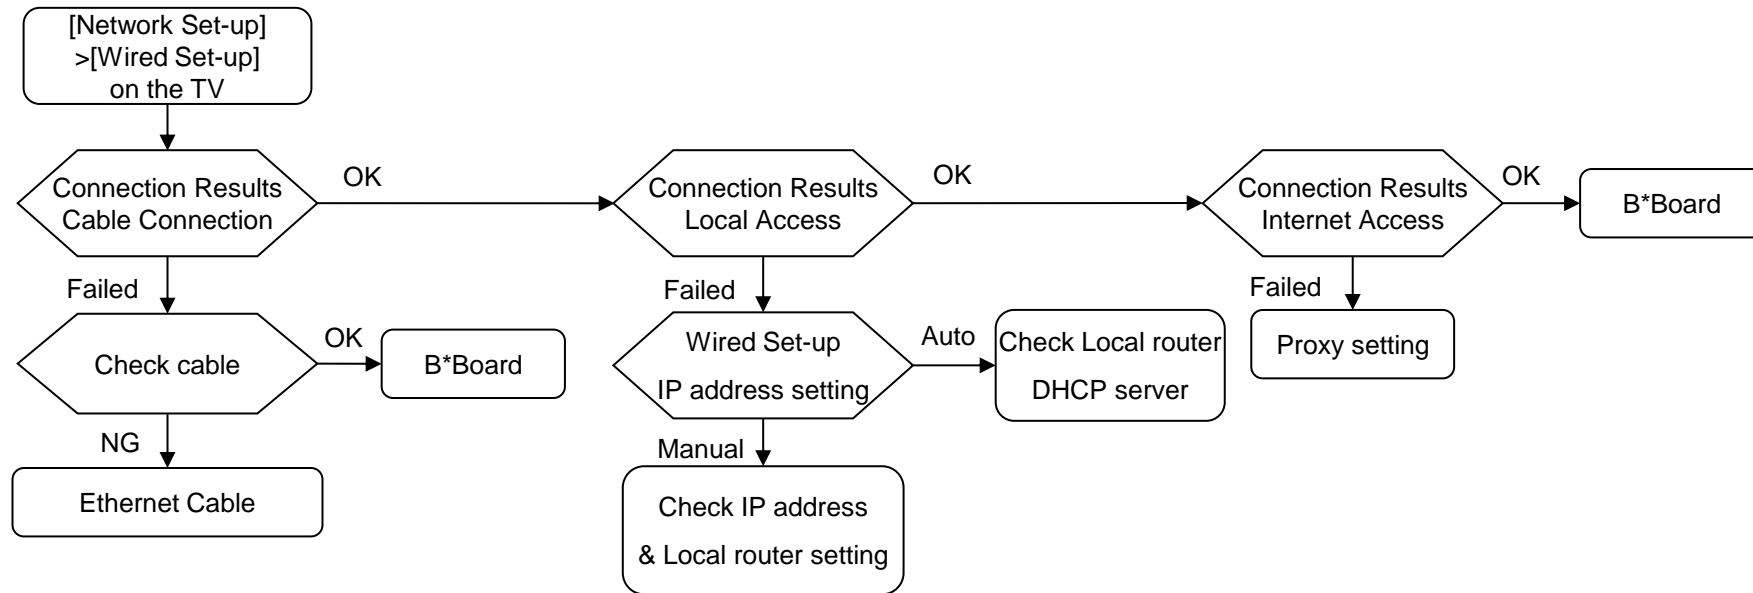 [Network Set-up]
>[Wired Set-up]
on the TV
Connection Results
Cable Connection
OK
Connection Results
Local Access
OK
Connection Results
Internet Access
OK
B*Board
Failed
Check cable
OK
B*Board
NG
Ethernet Cable
Failed
Wired Set-up
IP address setting
Auto
Check Local router
DHCP server
Manual
Check IP address
& Local router setting
Failed
Proxy setting